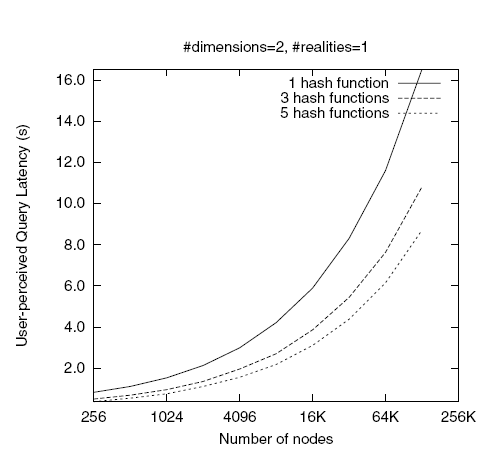 #dimensions=2, #realities=1
1 hash function
3 hash functions
5 hash functions
User-perceived Query Latency (s)
16.0
14.0
12.0
10.0
8.0
6.0
4.0
2.0
256 1024 4096 16K 64K 256K
Number of nodes